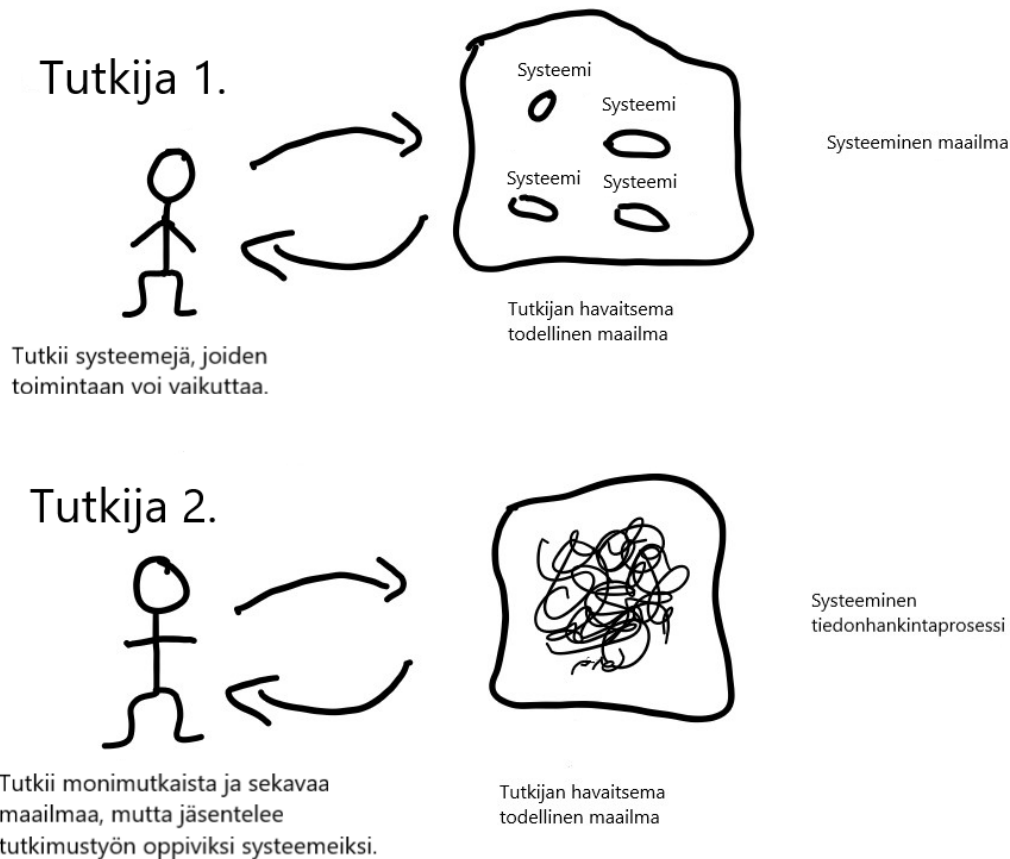 Tutkija 1.
Systeemi
Systeemi
Systeemi
Systeemi
Systeeminen maailma
Tutkijan havaitsema
todellinen maailma
Tutkii systeemejä, joiden
toimintaan voi vaikuttaa.
Tutkija 2.
Systeeminen
tiedonhankintaprosessi
Tutkijan havaitsema
todellinen maailma
Tutkii monimutkaista ja sekavaa
maailmaa, mutta jäsentelee
tutkimustyön oppiviksi systeemeiksi.